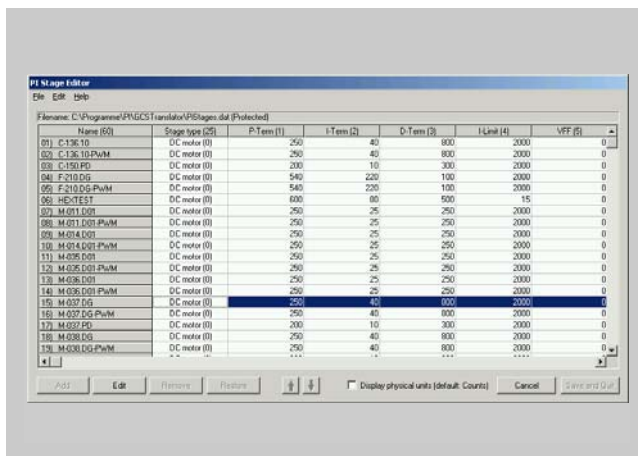 PI Stage Editor
File Edit Help
Filename: C:\Programme\PI\GCSTranslator\PIStages.dat (Protected)
Name (60) Stage type (25) P-Term (1) I-Term (2) D-Term (3) I-Limit (4) VFF (5)
01) C-136.10 DC motor (0) 250 40 800 2000 0
02) C-136.10-PWM DC motor (0) 250 40 800 2000 0
03) C-150.PD DC motor (0) 200 10 300 2000 0
04) F-210.DG DC motor (0) 540 220 100 2000 0
05) F-210.DG-PWM DC motor (0) 540 220 100 2000 0
06) HEXTEST DC motor (0) 600 80 500 15 0
07) M-011.D01 DC motor (0) 250 25 250 2000 0
08) M-011.D01-PWM DC motor (0) 250 25 250 2000 0
09) M-014.D01 DC motor (0) 250 25 250 2000 0
10) M-014.D01-PWM DC motor (0) 250 25 250 2000 0
11) M-035.D01 DC motor (0) 250 25 250 2000 0
12) M-035.D01-PWM DC motor (0) 250 25 250 2000 0
13) M-036.D01 DC motor (0) 250 25 250 2000 0
14) M-036.D01-PWM DC motor (0) 250 25 250 2000 0
15) M-037.DG DC motor (0) 250 40 800 2000 0
16) M-037.DG-PWM DC motor (0) 250 40 800 2000 0
17) M-037.PD DC motor (0) 200 10 300 2000 0
18) M-038.DG DC motor (0) 250 40 800 2000 0
19) M-038.DG-PWM DC motor (0) 250 40 800 2000 0
Add Edit Remove Restore Display physical units (default: Counts) Cancel Save and Quit